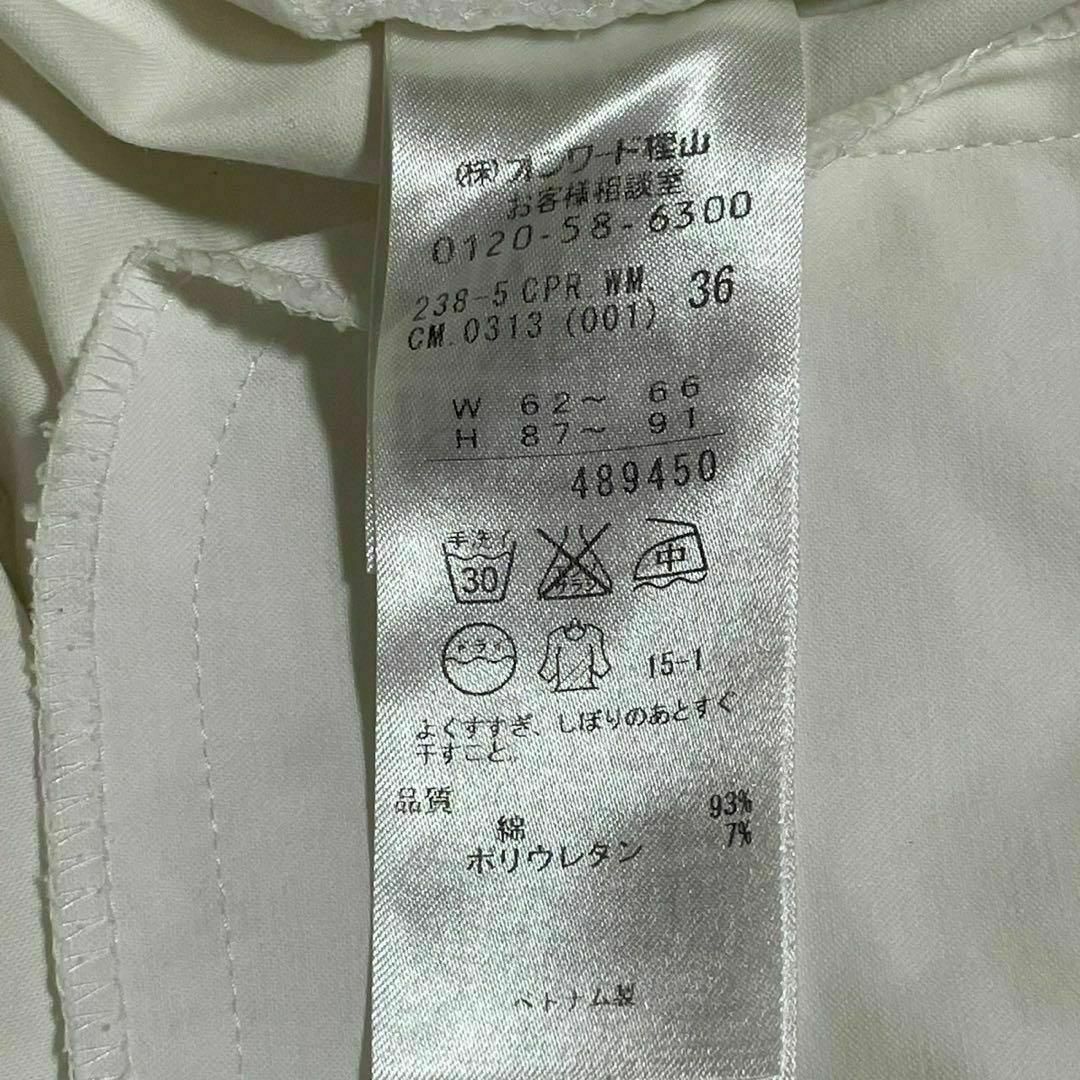 (株)オンワード樫山
お客様相談室
0120-58-6300
238-5 CPR WM. 36
CM.0313 (001)
W 62～ 66
H 87～ 91
489450
手洗イ
30
中
ドライ
15-1
よくすすぎ、しぼりのあとすぐ
干すこと。
品質
綿 93%
ポリウレタン 7%
ベトナム製